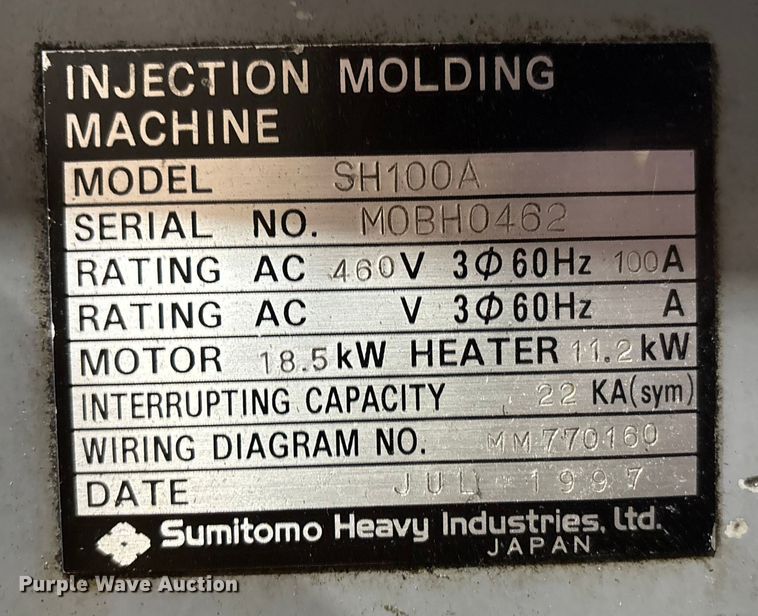 INJECTION MOLDING
MACHINE
MODEL SH100A
SERIAL NO. M0BH0462
RATING AC 460V 3Φ60Hz 100A
RATING AC V 3Φ60Hz A
MOTOR 18.5kW HEATER 11.2kW
INTERRUPTING CAPACITY 22 KA(sym)
WIRING DIAGRAM NO. MM770160
DATE JUL 1997
Sumitomo Heavy Industries, Ltd.
JAPAN
Purple Wave Auction